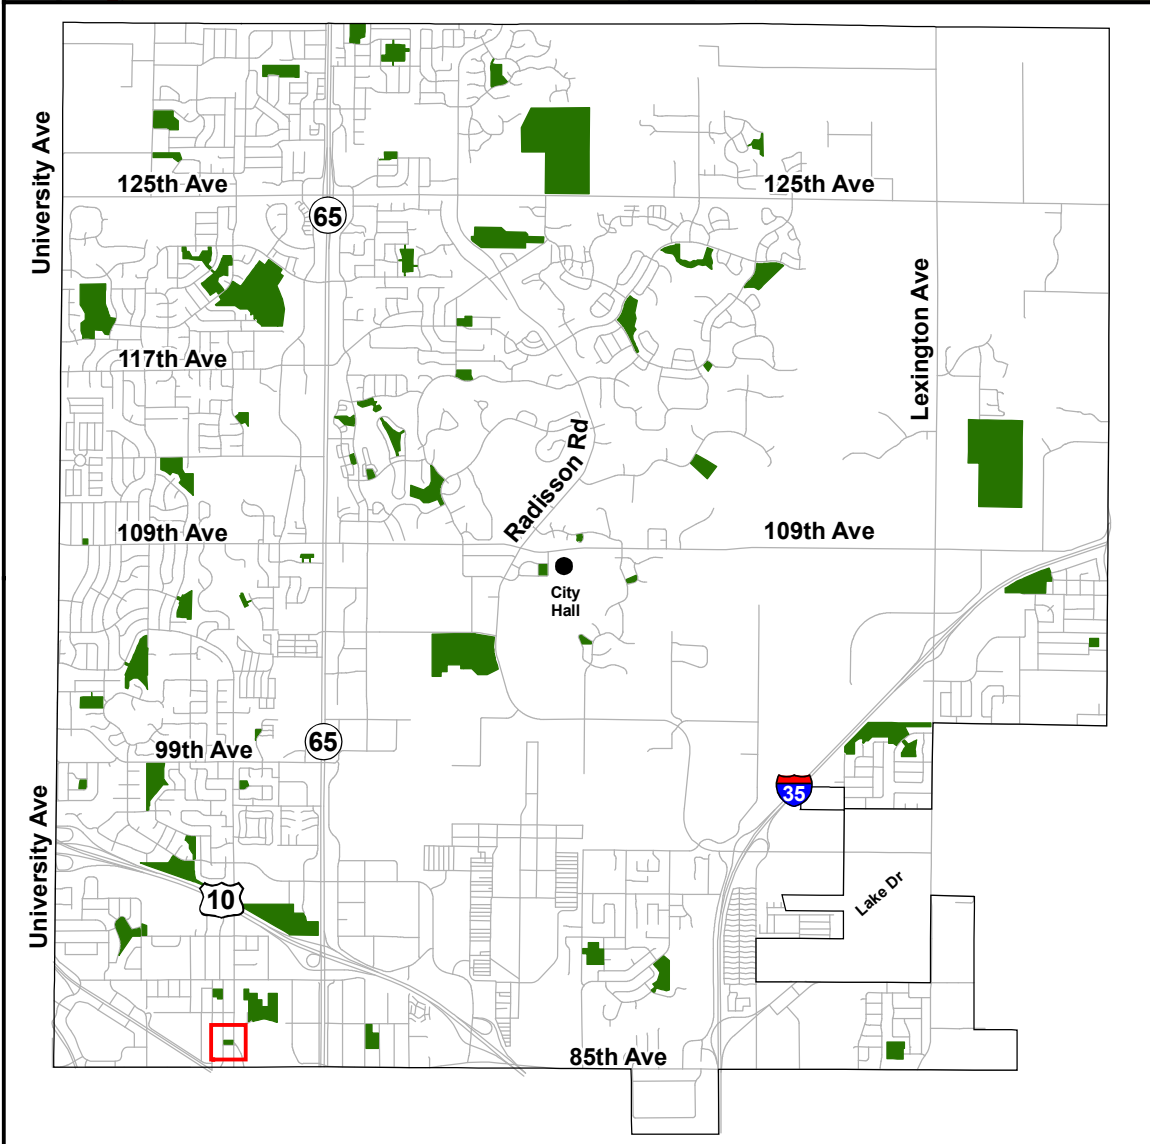 University Ave
125th Ave
125th Ave
65
Lexington Ave
117th Ave
Radisson Rd
109th Ave
109th Ave
City
Hall
65
99th Ave
35
University Ave
10
Lake Dr
85th Ave